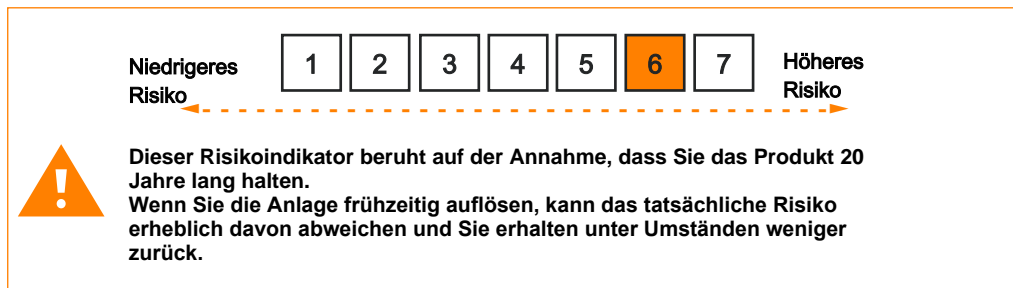 Niedrigeres Risiko
1 2 3 4 5 6 7
Höheres Risiko
!
Dieser Risikoindikator beruht auf der Annahme, dass Sie das Produkt 20
Jahre lang halten.
Wenn Sie die Anlage frühzeitig auflösen, kann das tatsächliche Risiko
erheblich davon abweichen und Sie erhalten unter Umständen weniger
zurück.